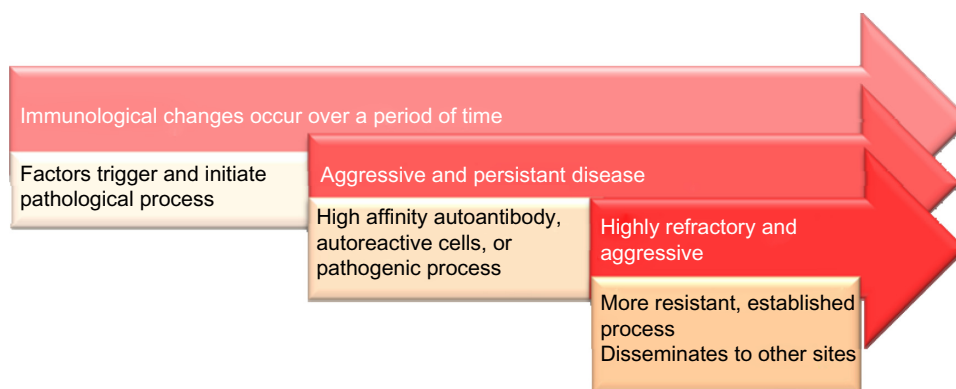 Immunological changes occur over a period of time
Factors trigger and initiate
pathological process
Aggressive and persistant disease
High affinity autoantibody,
autoreactive cells, or
pathogenic process
Highly refractory and
aggressive
More resistant, established
process
Disseminates to other sites